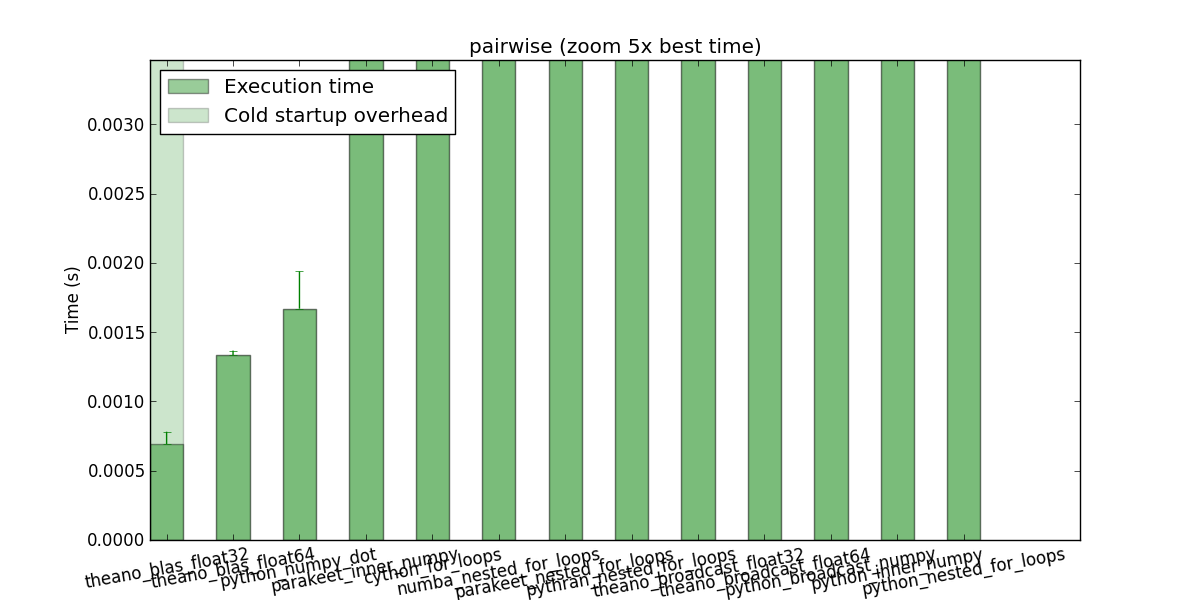 pairwise (zoom 5x best time)
Execution time
Cold startup overhead
Time (s)
0.0030
0.0025
0.0020
0.0015
0.0010
0.0005
0.0000
theano_blas_float32
theano_blas_float64
python_numpy_dot
parakeet_inner_numpy
cython_for_loops
numba_nested_for_loops
parakeet_nested_for_loops
pythran_nested_for_loops
theano_broadcast_float32
theano_broadcast_float64
python_broadcast_numpy
python_inner_numpy
python_nested_for_loops